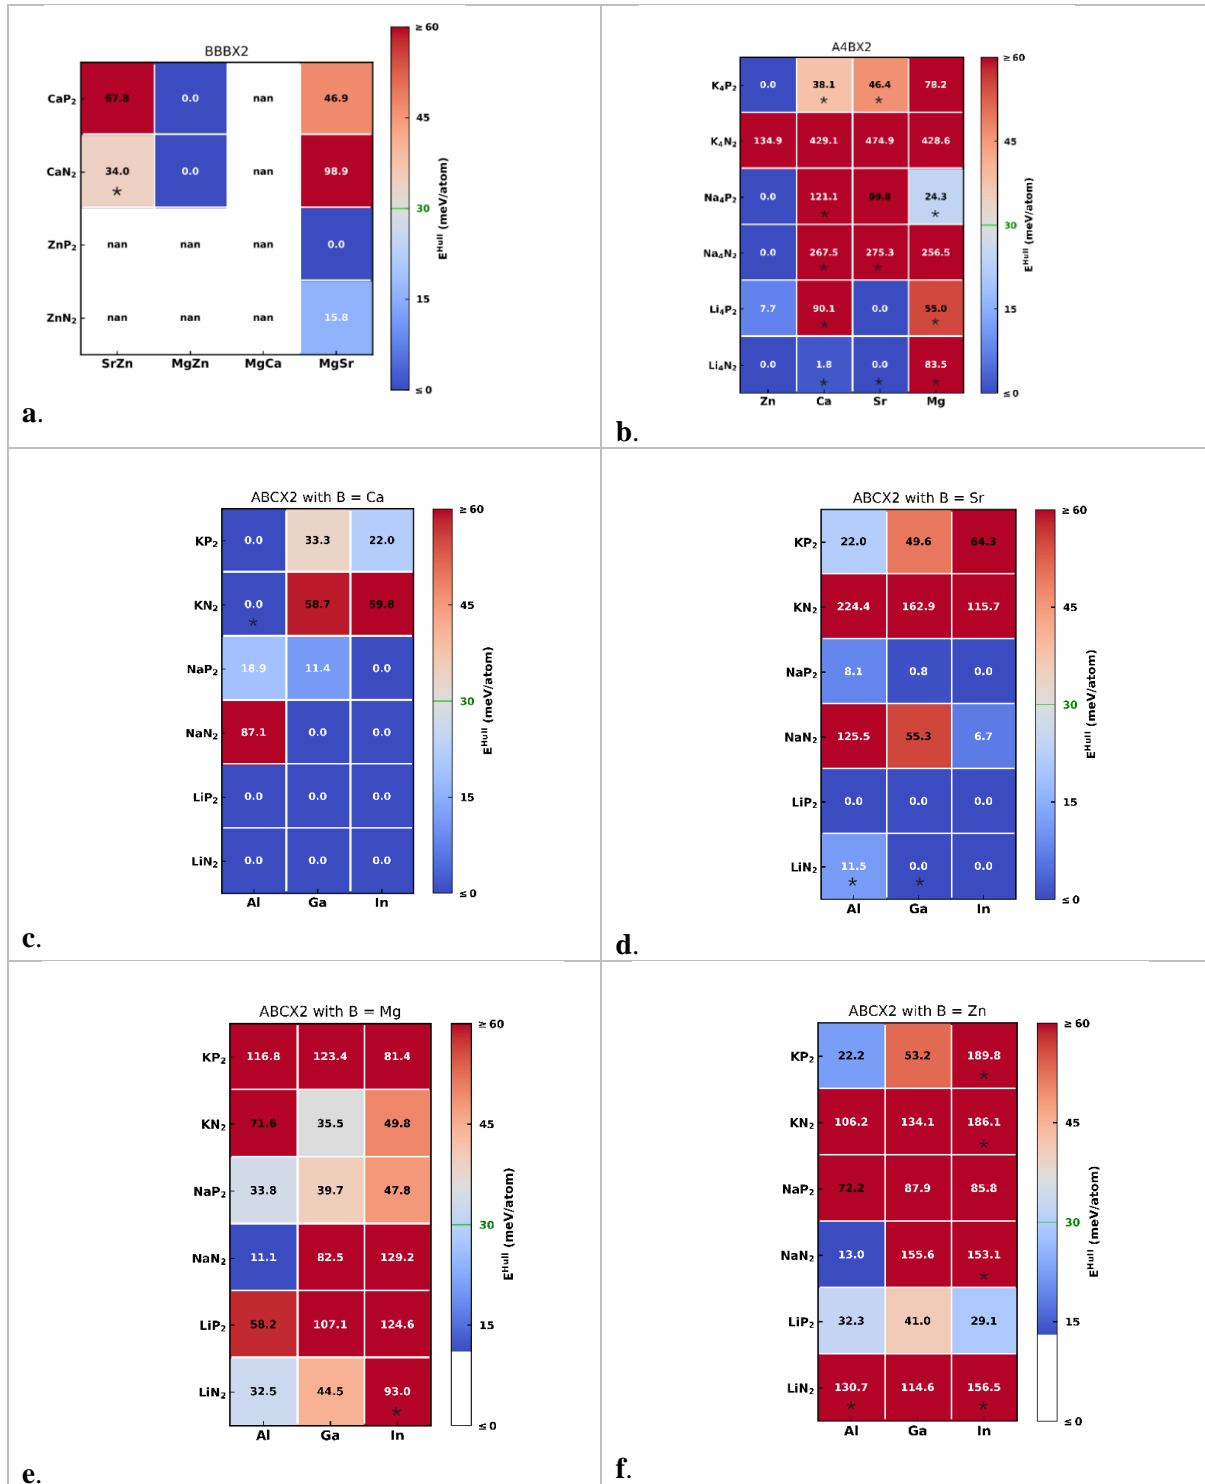 BBBX2
CaP₂ 67.8 0.0 nan 46.9
CaN₂ 34.0 0.0 nan 98.9
*
ZnP₂ nan nan nan 0.0
ZnN₂ nan nan nan 15.8
SrZn MgZn MgCa MgSr
≥ 60
45
30
15
≤ 0
E^Hull (meV/atom)
a.
A4BX2
K₄P₂ 0.0 38.1 46.4 78.2
* *
K₄N₂ 134.9 429.1 474.9 428.6
Na₄P₂ 0.0 121.1 69.8 24.3
* *
Na₄N₂ 0.0 267.5 275.3 256.5
* *
Li₄P₂ 7.7 90.1 0.0 55.0
* *
Li₄N₂ 0.0 1.8 0.0 83.5
* * *
Zn Ca Sr Mg
≥ 60
45
30
15
≤ 0
E^Hull (meV/atom)
b.
ABCX2 with B = Ca
KP₂ 0.0 33.3 22.0
KN₂ 0.0 58.7 59.8
*
NaP₂ 18.9 11.4 0.0
NaN₂ 87.1 0.0 0.0
LiP₂ 0.0 0.0 0.0
LiN₂ 0.0 0.0 0.0
Al Ga In
≥ 60
45
30
15
≤ 0
E^Hull (meV/atom)
c.
ABCX2 with B = Sr
KP₂ 22.0 49.6 64.3
KN₂ 224.4 162.9 115.7
NaP₂ 8.1 0.8 0.0
NaN₂ 125.5 55.3 6.7
LiP₂ 0.0 0.0 0.0
LiN₂ 11.5 0.0 0.0
* *
Al Ga In
≥ 60
45
30
15
≤ 0
E^Hull (meV/atom)
d.
ABCX2 with B = Mg
KP₂ 116.8 123.4 81.4
KN₂ 71.6 35.5 49.8
NaP₂ 33.8 39.7 47.8
NaN₂ 11.1 82.5 129.2
LiP₂ 58.2 107.1 124.6
LiN₂ 32.5 44.5 93.0
*
Al Ga In
≥ 60
45
30
15
≤ 0
E^Hull (meV/atom)
e.
ABCX2 with B = Zn
KP₂ 22.2 53.2 189.8
*
KN₂ 106.2 134.1 186.1
*
NaP₂ 72.2 87.9 85.8
NaN₂ 13.0 155.6 153.1
*
LiP₂ 32.3 41.0 29.1
LiN₂ 130.7 114.6 156.5
* *
Al Ga In
≥ 60
45
30
15
≤ 0
E^Hull (meV/atom)
f.